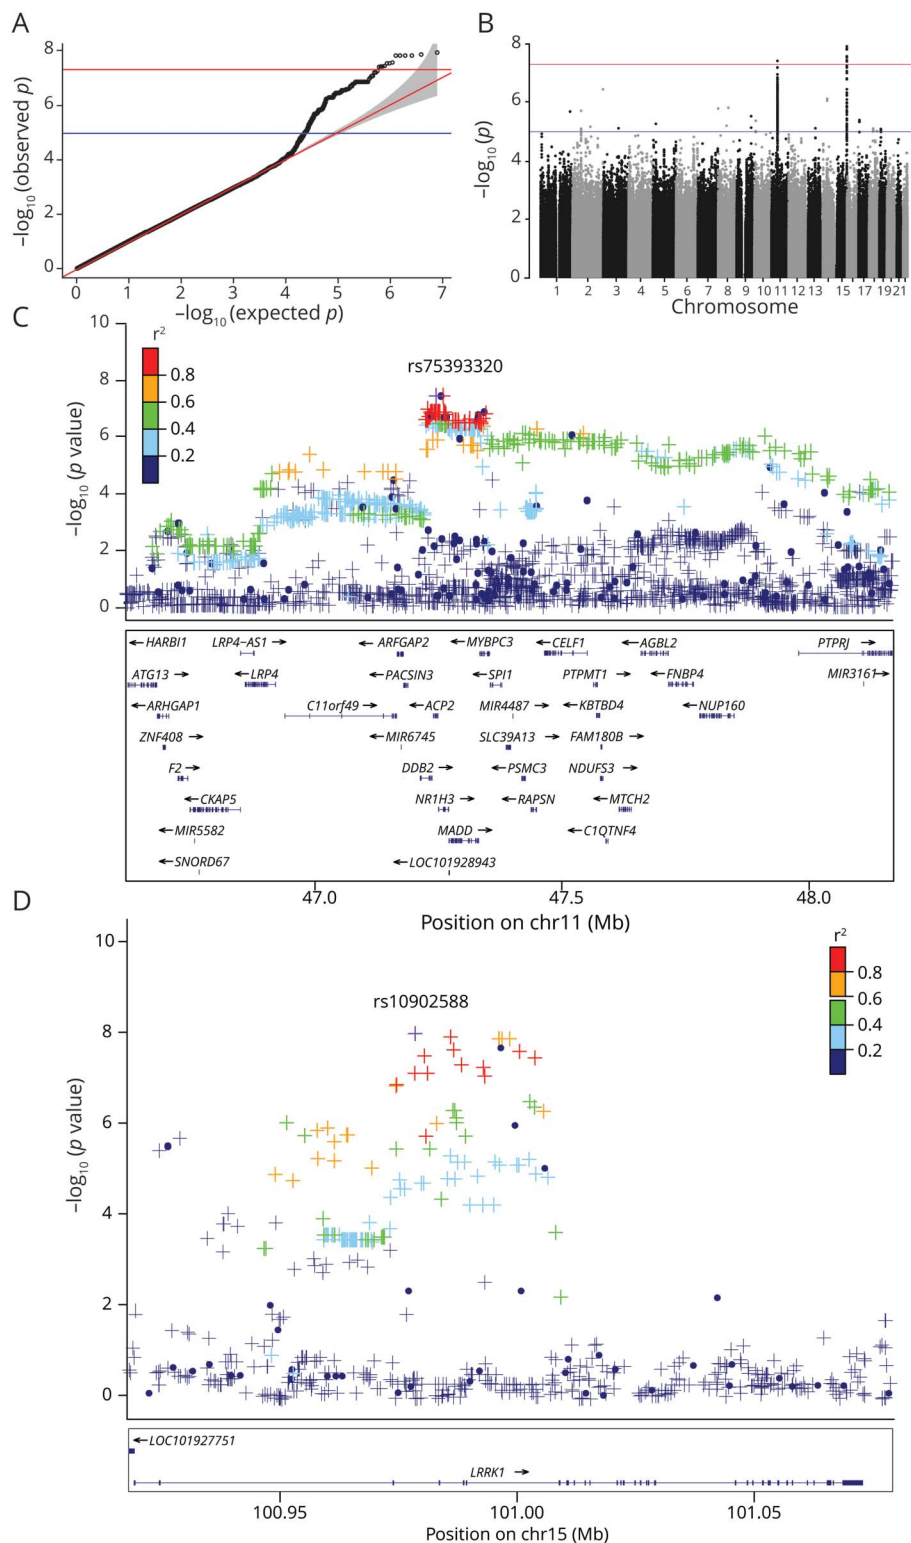 A
8
6
4
2
0
−log10 (observed p)
0 1 2 3 4 5 6 7
−log10 (expected p)
B
8
6
4
2
0
−log10 (p)
1 2 3 4 5 6 7 8 9 10 11 12 13 15 17 19 21
Chromosome
C
10
8
6
4
2
0
−log10 (p value)
r2
0.8
0.6
0.4
0.2
rs75393320
←HARBI1 LRP4−AS1 → ←ARFGAP2 ←MYBPC3 ←CELF1 ←AGBL2 PTPRJ →
ATG13 → ←LRP4 ←PACSIN3 ←SPI1 PTPMT1 → ←FNBP4 MIR3161→
←ARHGAP1 C11orf49 → ←ACP2 MIR4487 → ←KBTBD4 ←NUP160
ZNF408 → ←MIR6745 SLC39A13 → FAM180B →
F2 → DDB2 → ←PSMC3 NDUFS3 →
←CKAP5 NR1H3 → ←RAPSN ←MTCH2
←MIR5582 MADD → ←C1QTNF4
←SNORD67 ←LOC101928943
47.0 47.5 48.0
Position on chr11 (Mb)
D
10
8
6
4
2
0
−log10 (p value)
r2
0.8
0.6
0.4
0.2
rs10902588
←LOC101927751
LRRK1 →
100.95 101.00 101.05
Position on chr15 (Mb)